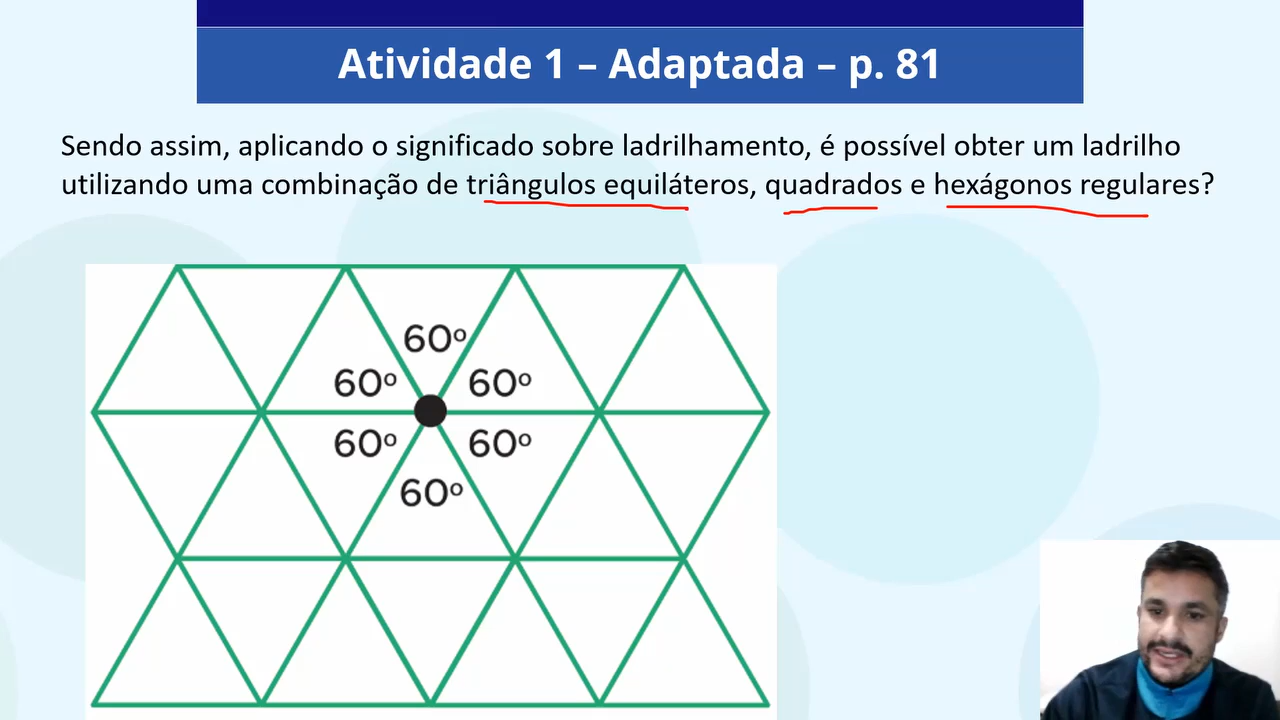 Atividade 1 – Adaptada – p. 81
Sendo assim, aplicando o significado sobre ladrilhamento, é possível obter um ladrilho
utilizando uma combinação de triângulos equiláteros, quadrados e hexágonos regulares?
60º
60º 60º
60º 60º
60º